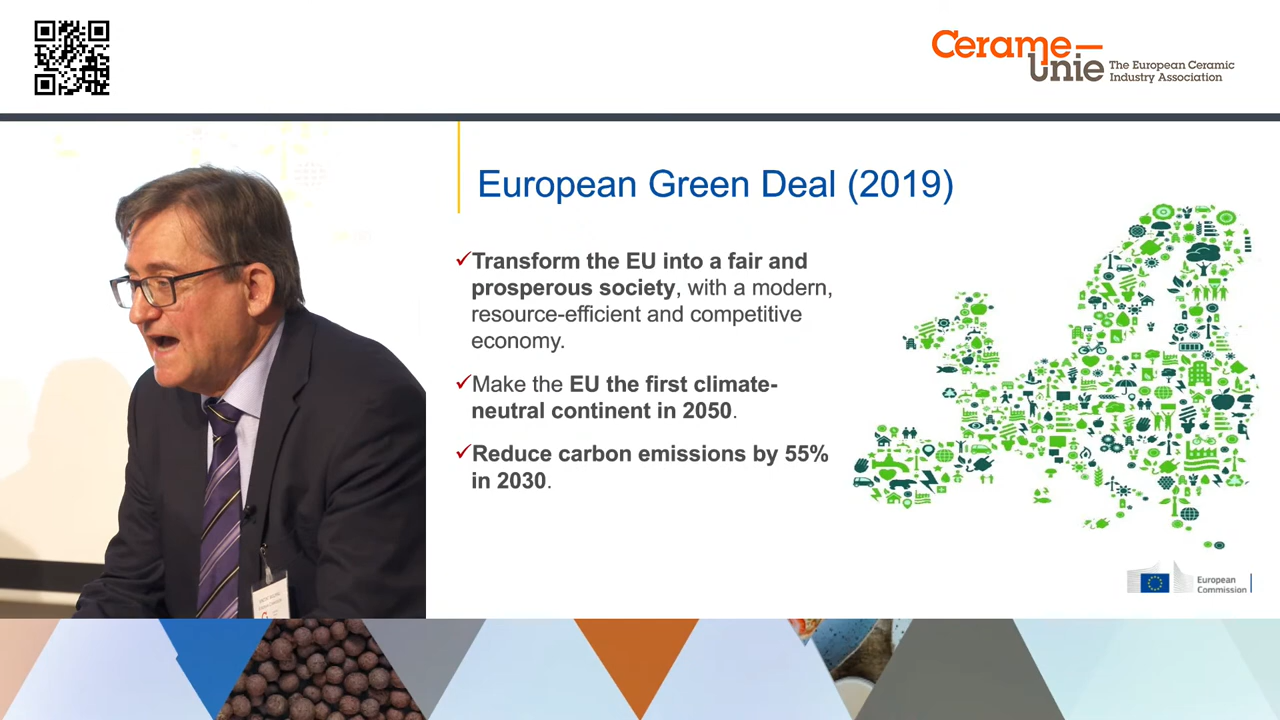 Cerame—
Unie The European Ceramic
Industry Association
European Green Deal (2019)
✓Transform the EU into a fair and
prosperous society, with a modern,
resource-efficient and competitive
economy.
✓Make the EU the first climate-
neutral continent in 2050.
✓Reduce carbon emissions by 55%
in 2030.
European
Commission